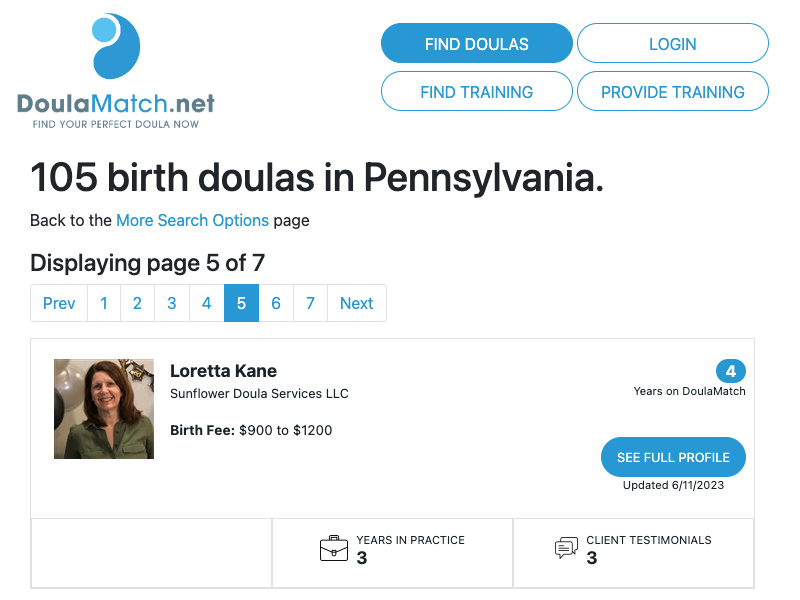 FIND DOULAS
LOGIN
FIND TRAINING
PROVIDE TRAINING
DoulaMatch.net
FIND YOUR PERFECT DOULA NOW
105 birth doulas in Pennsylvania.
Back to the More Search Options page
Displaying page 5 of 7
Prev 1 2 3 4 5 6 7 Next
Loretta Kane
Sunflower Doula Services LLC
Birth Fee: $900 to $1200
4
Years on DoulaMatch
SEE FULL PROFILE
Updated 6/11/2023
YEARS IN PRACTICE
3
CLIENT TESTIMONIALS
3